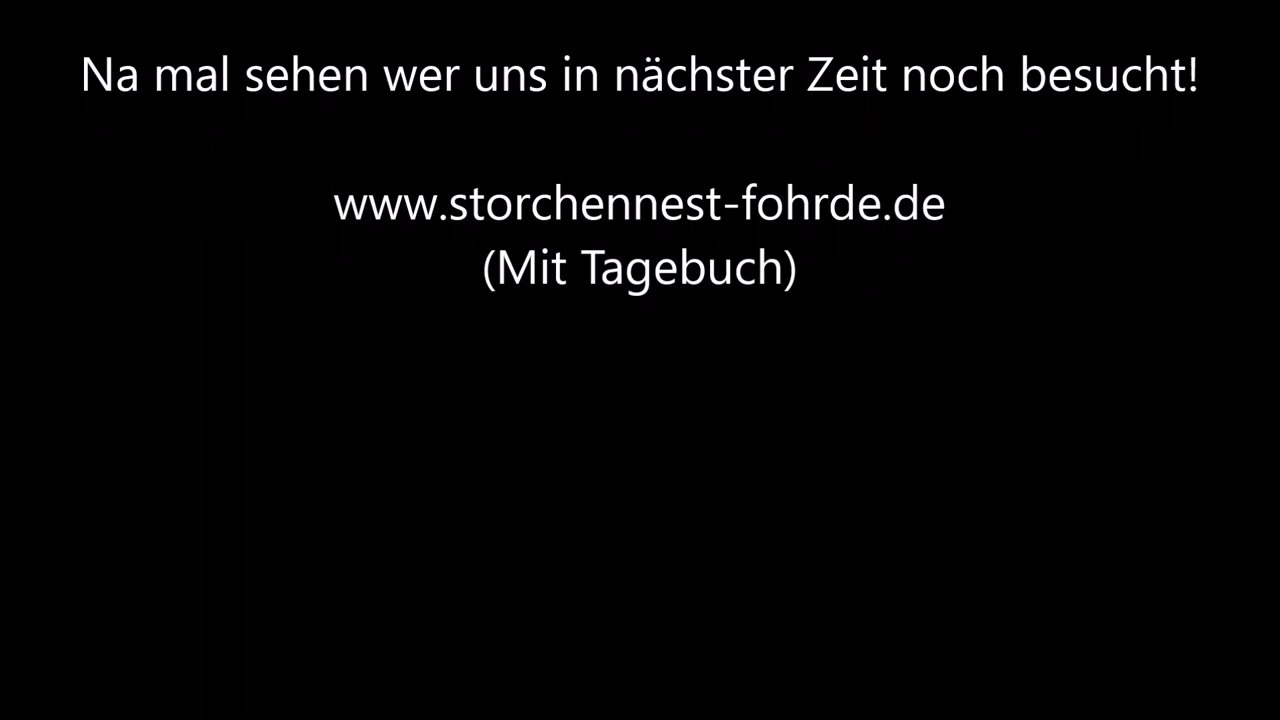 Na mal sehen wer uns in nächster Zeit noch besucht!
www.storchennest-fohrde.de
(Mit Tagebuch)